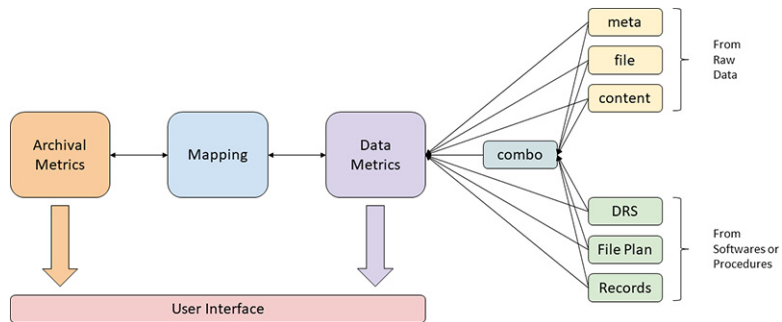 meta
file
content
From
Raw
Data
Archival
Metrics
Mapping
Data
Metrics
combo
DRS
File Plan
Records
From
Softwares or
Procedures
User Interface